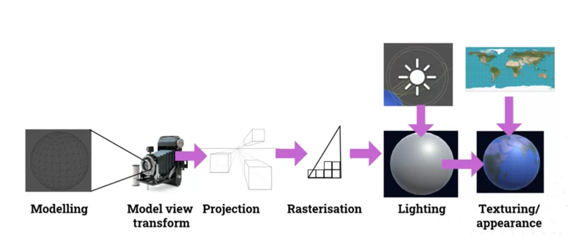 Modelling
Model view
transform
Projection
Rasterisation
Lighting
Texturing/
appearance